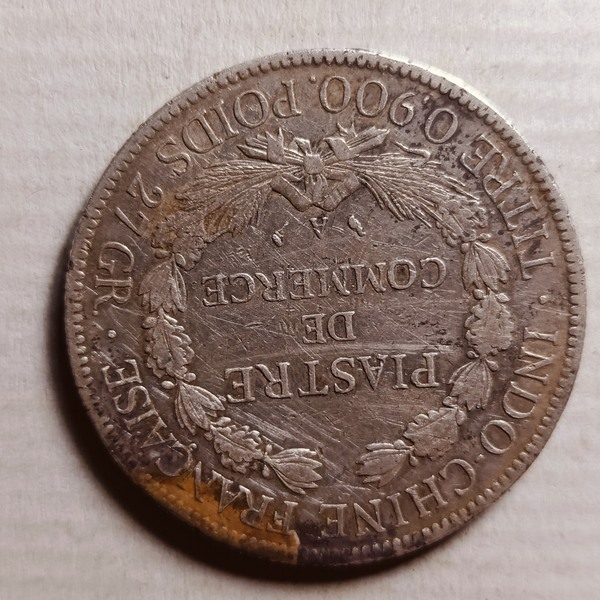 INDO-CHINE FRANÇAISE
PIASTRE
DE
COMMERCE
A
TITRE 0,900. POIDS 27 GR.